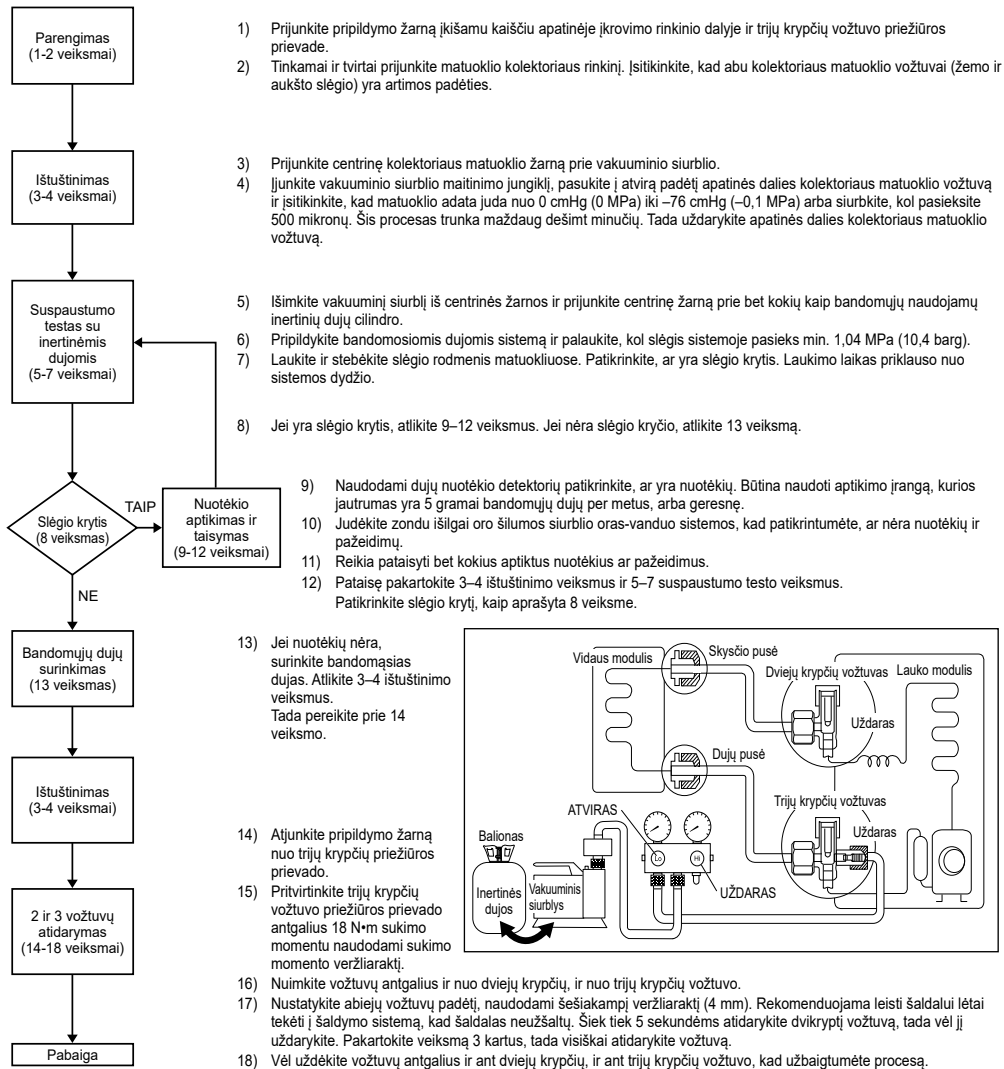 Parengimo
(1-2 veiksmai)
1) Prijunkite pripildymo žarną įkišamu kaiščiu apatinėje įkrovimo rinkinio dalyje ir trijų krypčių vožtuvo priežiūros
prievade.
2) Tinkamai ir tvirtai prijunkite matuoklio kolektoriaus rinkinį. Įsitikinkite, kad abu kolektoriaus matuoklio vožtuvai (žemo ir
aukšto slėgio) yra artimos padėties.
Ištuštinimas
(3-4 veiksmai)
3) Prijunkite centrinę kolektoriaus matuoklio žarną prie vakuuminio siurblio.
4) Įjunkite vakuuminio siurblio maitinimo jungiklį, pasukite į atvirą padėtį apatinės dalies kolektoriaus matuoklio vožtuvą
ir įsitikinkite, kad matuoklio adata juda nuo 0 cmHg (0 MPa) iki –76 cmHg (–0,1 MPa) arba siurbkite, kol pasieksite
500 mikronų. Šis procesas trunka maždaug dešimt minučių. Tada uždarykite apatinės dalies kolektoriaus matuoklio
vožtuvą.
Suspaustumo
testas su
inertinėmis
dujomis
(5-7 veiksmai)
5) Išimkite vakuuminį siurblį iš centrinės žarnos ir prijunkite centrinę žarną prie bet kokių kaip bandomųjų naudojamų
inertinių dujų cilindro.
6) Pripildykite bandomosiomis dujomis sistemą ir palaukite, kol slėgis sistemoje pasieks min. 1,04 MPa (10,4 barg).
7) Laukite ir stebėkite slėgio rodmenis matuokliuose. Patikrinkite, ar yra slėgio krytis. Laukimo laikas priklauso nuo
sistemos dydžio.
8) Jei yra slėgio krytis, atlikite 9–12 veiksmus. Jei nėra slėgio kryčio, atlikite 13 veiksmą.
Slėgio krytis
(8 veiksmas)
TAIP
NE
Nuotėkio
aptikimas ir
taisymas
(9-12 veiksmai)
9) Naudodami dujų nuotėkio detektorių patikrinkite, ar yra nuotėkių. Būtina naudoti aptikimo įrangą, kurios
jautrumas yra 5 gramai bandomųjų dujų per metus, arba geresnę.
10) Judėkite zondu išilgai oro šilumos siurblio oras-vanduo sistemos, kad patikrintumėte, ar nėra nuotėkių ir
pažeidimų.
11) Reikia pataisyti bet kokius aptiktus nuotėkius ar pažeidimus.
12) Pataisę pakartokite 3–4 ištuštinimo veiksmus ir 5–7 suspaustumo testo veiksmus.
Patikrinkite slėgio krytį, kaip aprašyta 8 veiksme.
Bandomųjų dujų
surinkimas
(13 veiksmas)
13) Jei nuotėkių nėra,
surinkite bandomąsias
dujas. Atlikite 3–4 ištuštinimo
veiksmus.
Tada pereikite prie 14
veiksmo.
Ištuštinimas
(3-4 veiksmai)
14) Atjunkite pripildymo žarną
nuo trijų krypčių priežiūros
prievado.
15) Pritvirtinkite trijų krypčių
vožtuvo priežiūros prievado
antgalius 18 N•m sukimo
momentu naudodami sukimo
momento veržliaraktį.
Vidaus modulis
Skysčio pusė
Dviejų krypčių vožtuvas
Lauko modulis
Uždaras
Dujų pusė
Trijų krypčių vožtuvas
Uždaras
ATVIRAS
Lo
Hi
UŽDARAS
Balionas
Inertinės
dujos
Vakuuminis
siurblys
2 ir 3 vožtuvų
atidarymas
(14-18 veiksmai)
16) Nuimkite vožtuvų antgalius ir nuo dviejų krypčių, ir nuo trijų krypčių vožtuvo.
17) Nustatykite abiejų vožtuvų padėtį, naudodami šešiakampį veržliaraktį (4 mm). Rekomenduojama leisti šaldalui lėtai
tekėti į šaldymo sistemą, kad šaldalas neužšaltų. Šiek tiek 5 sekundėms atidarykite dvikryptį vožtuvą, tada vėl jį
uždarykite. Pakartokite veiksmą 3 kartus, tada visiškai atidarykite vožtuvą.
18) Vėl uždėkite vožtuvų antgalius ir ant dviejų krypčių, ir ant trijų krypčių vožtuvo, kad užbaigtumėte procesą.
Pabaiga